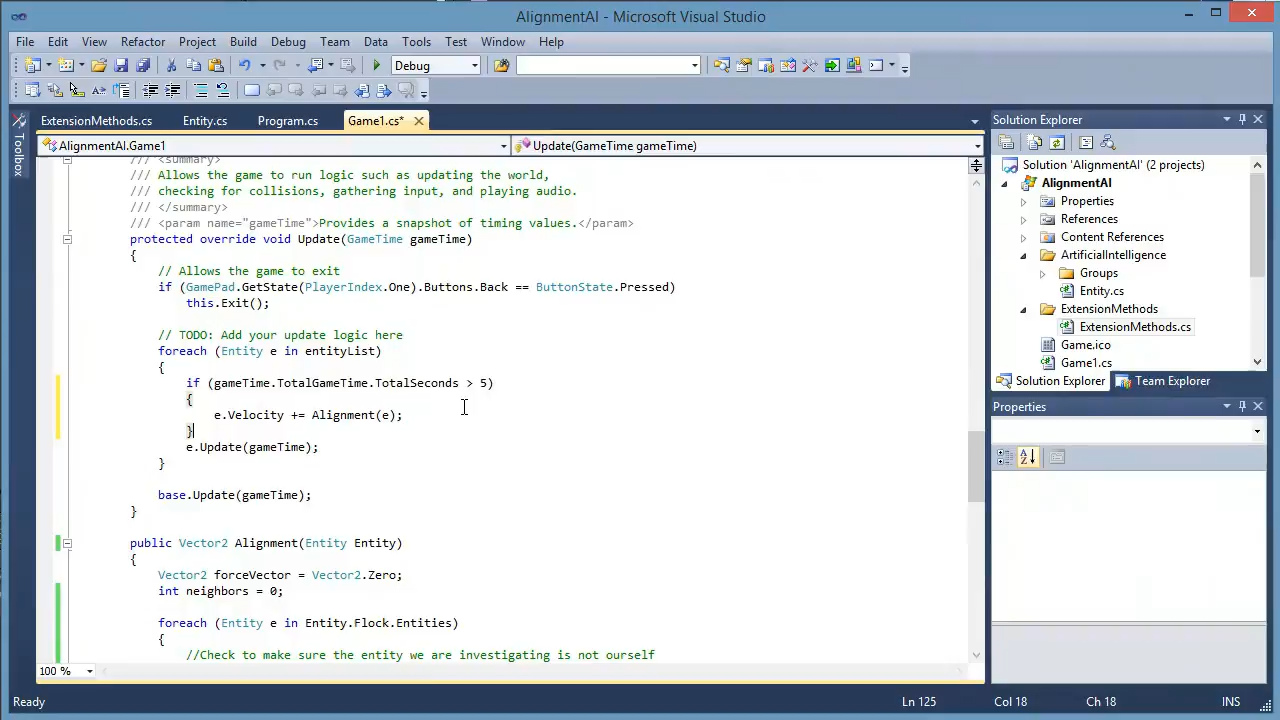 AlignmentAI - Microsoft Visual Studio
File Edit View Refactor Project Build Debug Team Data Tools Test Window Help
Debug
ExtensionMethods.cs Entity.cs Program.cs Game1.cs*
Toolbox
AlignmentAI.Game1 Update(GameTime gameTime)
/// <summary>
/// Allows the game to run logic such as updating the world,
/// checking for collisions, gathering input, and playing audio.
/// </summary>
/// <param name="gameTime">Provides a snapshot of timing values.</param>
protected override void Update(GameTime gameTime)
{
// Allows the game to exit
if (GamePad.GetState(PlayerIndex.One).Buttons.Back == ButtonState.Pressed)
this.Exit();
// TODO: Add your update logic here
foreach (Entity e in entityList)
{
if (gameTime.TotalGameTime.TotalSeconds > 5)
{
e.Velocity += Alignment(e);
}
e.Update(gameTime);
}
base.Update(gameTime);
}
public Vector2 Alignment(Entity Entity)
{
Vector2 forceVector = Vector2.Zero;
int neighbors = 0;
foreach (Entity e in Entity.Flock.Entities)
{
//Check to make sure the entity we are investigating is not ourself
100 %
Solution Explorer
Solution 'AlignmentAI' (2 projects)
AlignmentAI
Properties
References
Content References
ArtificialIntelligence
Groups
Entity.cs
ExtensionMethods
ExtensionMethods.cs
Game.ico
Game1.cs
Solution Explorer Team Explorer
Properties
Ready Ln 125 Col 18 Ch 18 INS